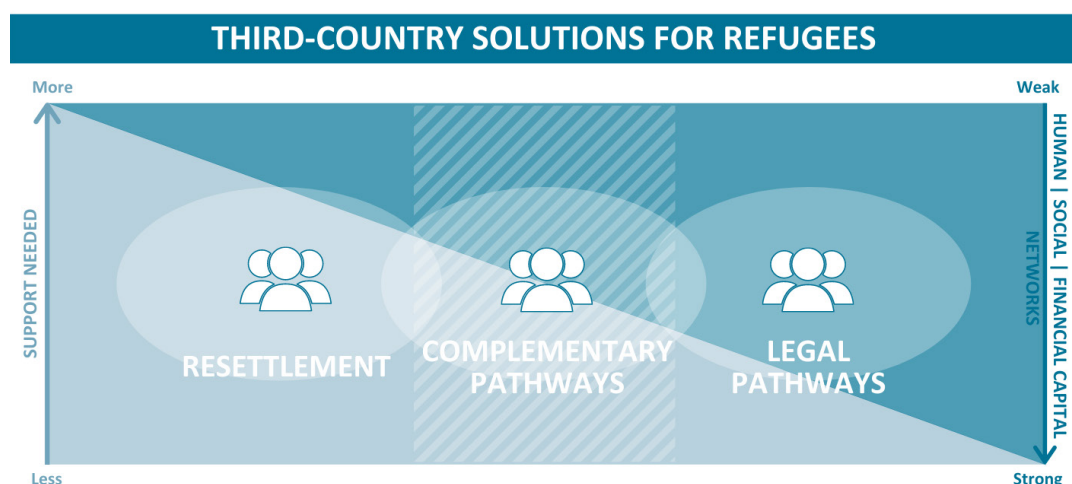 THIRD-COUNTRY SOLUTIONS FOR REFUGEES
More
Weak
SUPPORT NEEDED
RESETTLEMENT
COMPLEMENTARY
PATHWAYS
LEGAL
PATHWAYS
NETWORKS
HUMAN | SOCIAL | FINANCIAL CAPITAL
Less
Strong